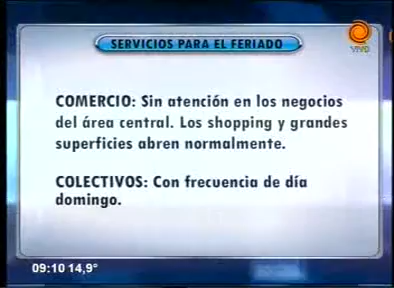 SERVICIOS PARA EL FERIADO
VIVO
COMERCIO: Sin atención en los negocios
del área central. Los shopping y grandes
superficies abren normalmente.
COLECTIVOS: Con frecuencia de día
domingo.
09:10 14,9°